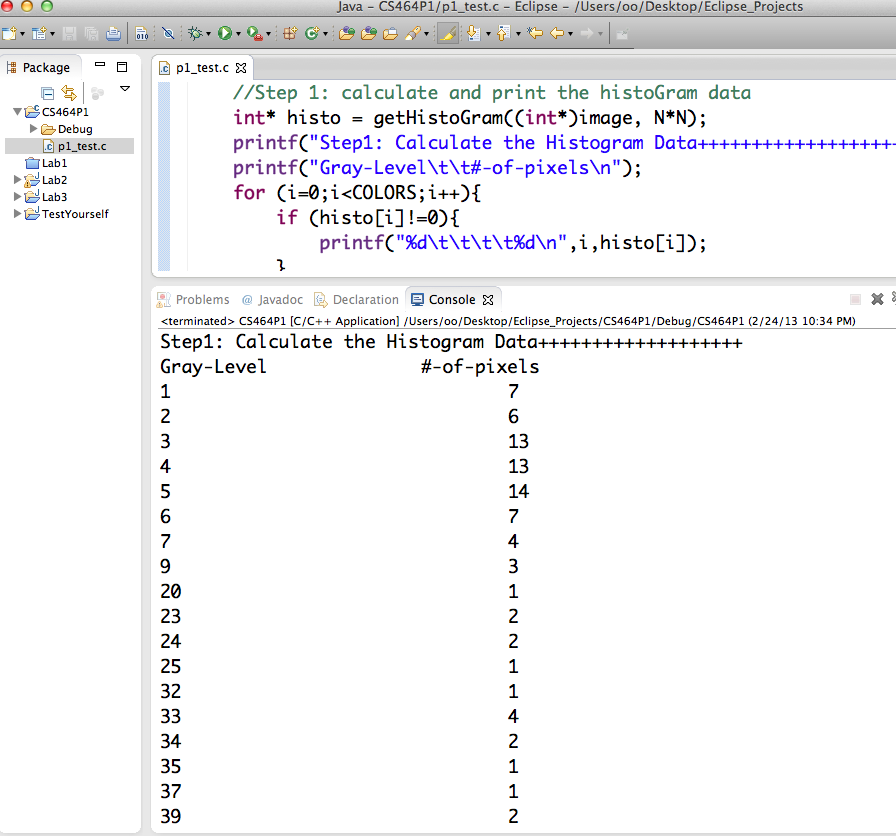 Java – CS464P1/p1_test.c – Eclipse – /Users/oo/Desktop/Eclipse_Projects
Package
CS464P1
Debug
p1_test.c
Lab1
Lab2
Lab3
TestYourself
p1_test.c
//Step 1: calculate and print the histoGram data
int* histo = getHistoGram((int*)image, N*N);
printf("Step1: Calculate the Histogram Data+++++++++++++++++++
printf("Gray-Level\t\t#-of-pixels\n");
for (i=0;i<COLORS;i++){
if (histo[i]!=0){
printf("%d\t\t\t\t%d\n",i,histo[i]);
}
Problems @ Javadoc Declaration Console
<terminated> CS464P1 [C/C++ Application] /Users/oo/Desktop/Eclipse_Projects/CS464P1/Debug/CS464P1 (2/24/13 10:34 PM)
Step1: Calculate the Histogram Data+++++++++++++++++++
Gray-Level #-of-pixels
1 7
2 6
3 13
4 13
5 14
6 7
7 4
9 3
20 1
23 2
24 2
25 1
32 1
33 4
34 2
35 1
37 1
39 2